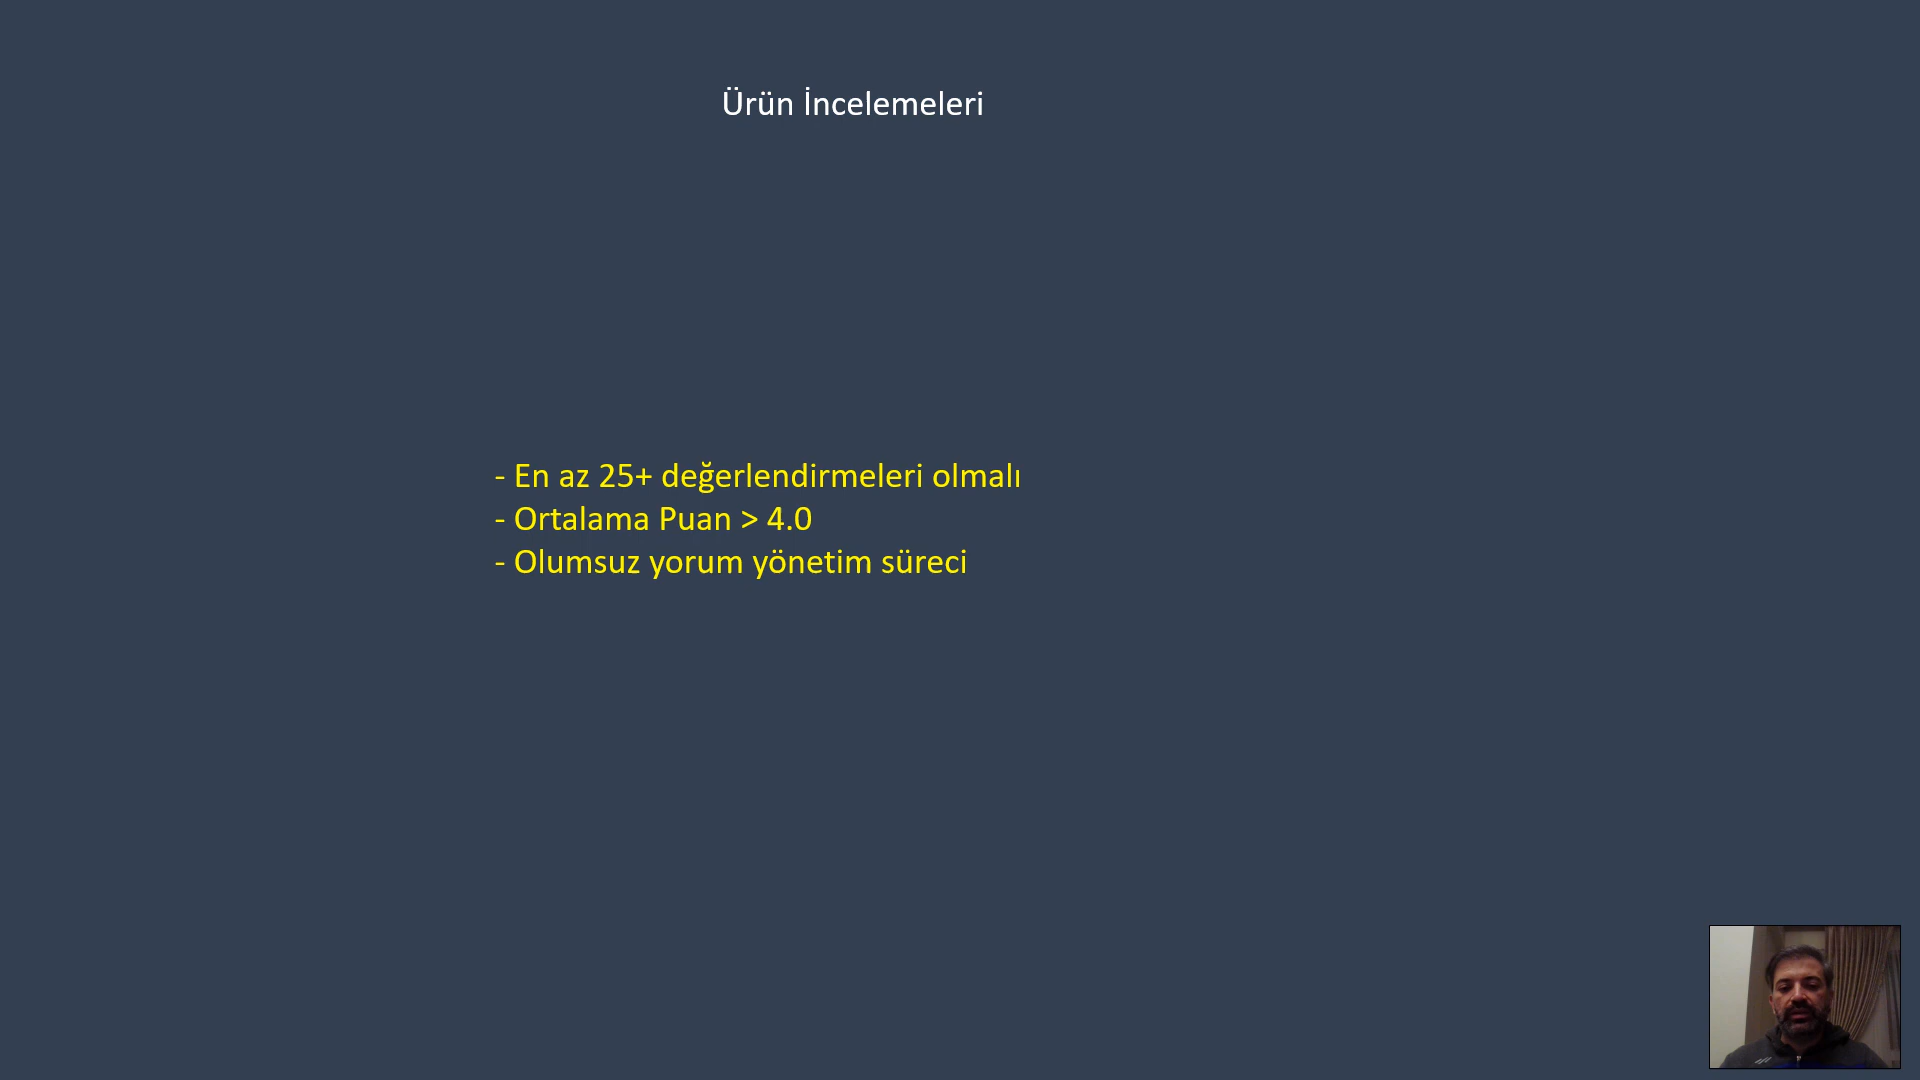 Ürün İncelemeleri
- En az 25+ değerlendirmeleri olmalı
- Ortalama Puan > 4.0
- Olumsuz yorum yönetim süreci